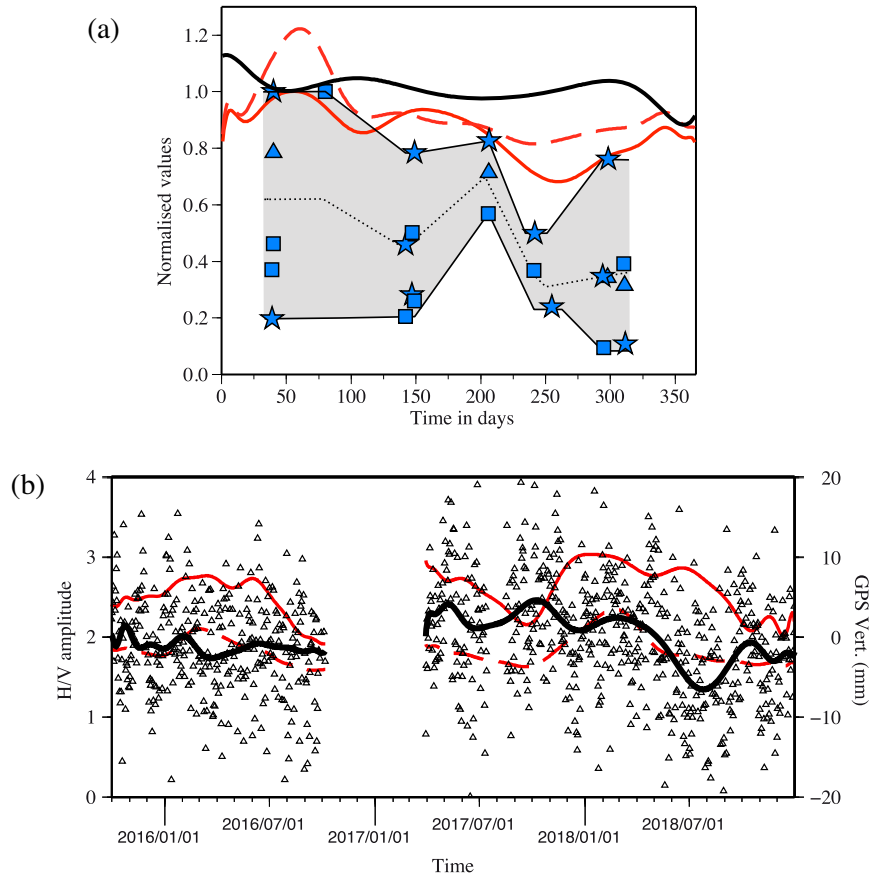 (a)
Normalised values
1.2
1.0
0.8
0.6
0.4
0.2
0.0
0 50 100 150 200 250 300 350
Time in days
(b)
H/V amplitude
4
3
2
1
0
20
10
0
−10
−20
GPS Vert. (mm)
2016/01/01 2016/07/01 2017/01/01 2017/07/01 2018/01/01 2018/07/01
Time